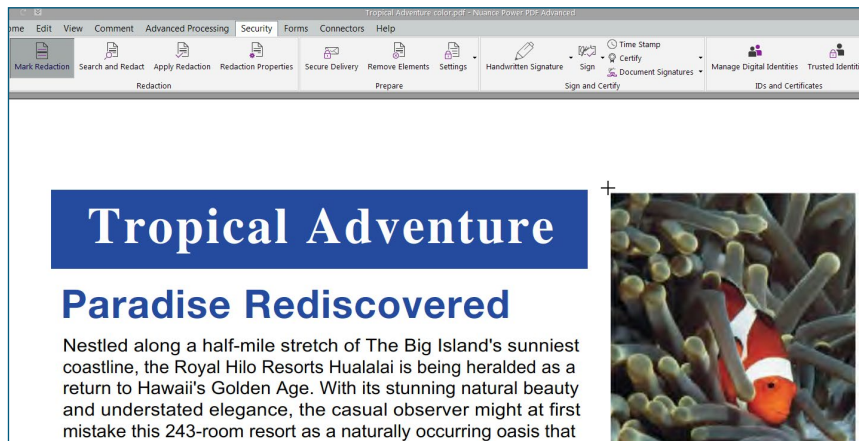 Tropical Adventure color.pdf - Nuance Power PDF Advanced
ome Edit View Comment Advanced Processing Security Forms Connectors Help
Mark Redaction Search and Redact Apply Redaction Redaction Properties Secure Delivery Remove Elements Settings Handwritten Signature Sign Time Stamp Manage Digital Identities Trusted Identiti
Certify
Document Signatures
Redaction Prepare Sign and Certify IDs and Certificates
Tropical Adventure
Paradise Rediscovered
Nestled along a half-mile stretch of The Big Island's sunniest
coastline, the Royal Hilo Resorts Hualalai is being heralded as a
return to Hawaii's Golden Age. With its stunning natural beauty
and understated elegance, the casual observer might at first
mistake this 243-room resort as a naturally occurring oasis that